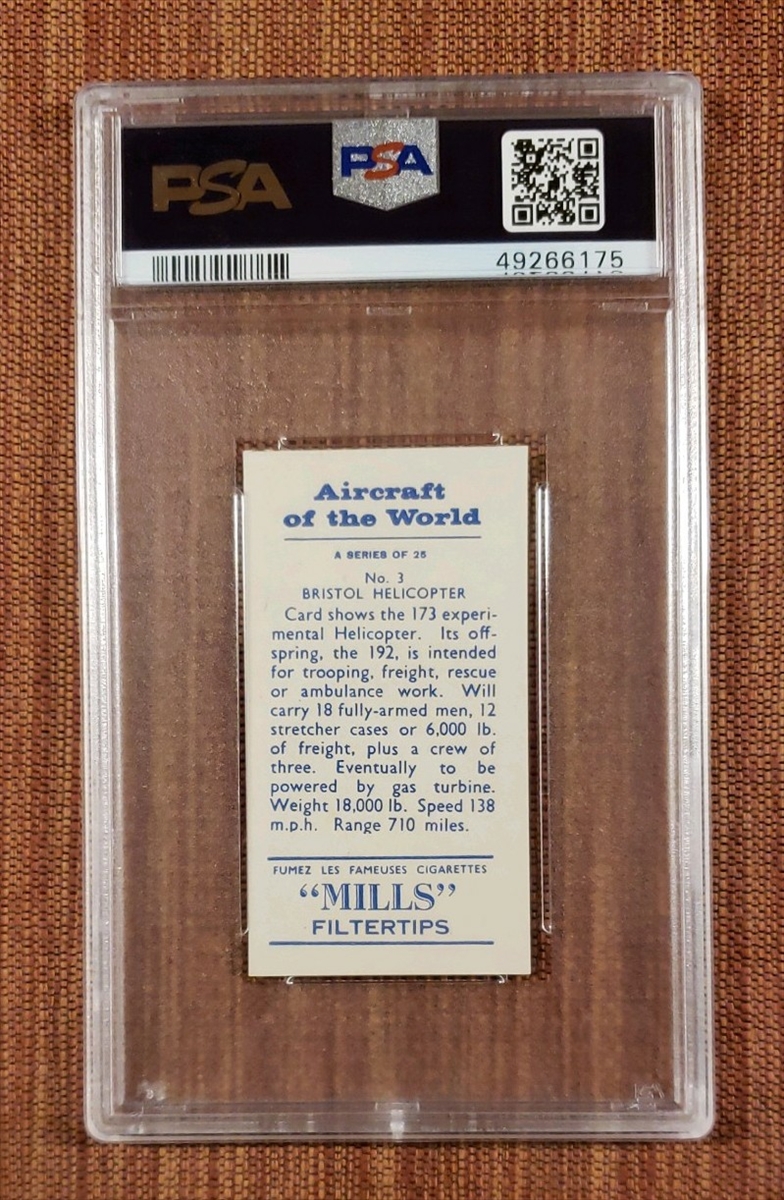 PSA
PSA
49266175
Aircraft
of the World
A SERIES OF 25
No. 3
BRISTOL HELICOPTER
Card shows the 173 experi-
mental Helicopter. Its off-
spring, the 192, is intended
for trooping, freight, rescue
or ambulance work. Will
carry 18 fully-armed men, 12
stretcher cases or 6,000 lb.
of freight, plus a crew of
three. Eventually to be
powered by gas turbine.
Weight 18,000 lb. Speed 138
m.p.h. Range 710 miles.
FUMEZ LES FAMEUSES CIGARETTES
“MILLS”
FILTERTIPS